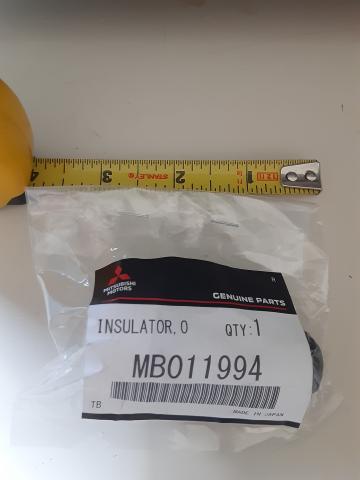 4 3 STANLEY 2 1
MITSUBISHI
MOTORS
R
GENUINE PARTS
INSULATOR,O QTY:1
MB011994
TB
MADE IN JAPAN